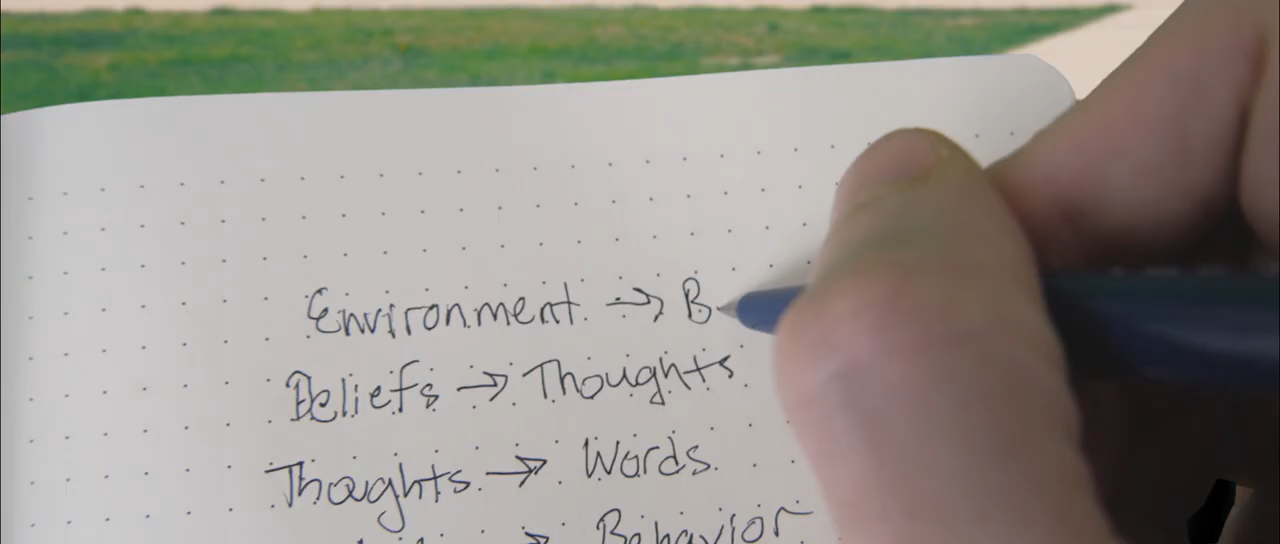 Environment → B
Beliefs → Thoughts
Thoughts → Words
→ Behavior